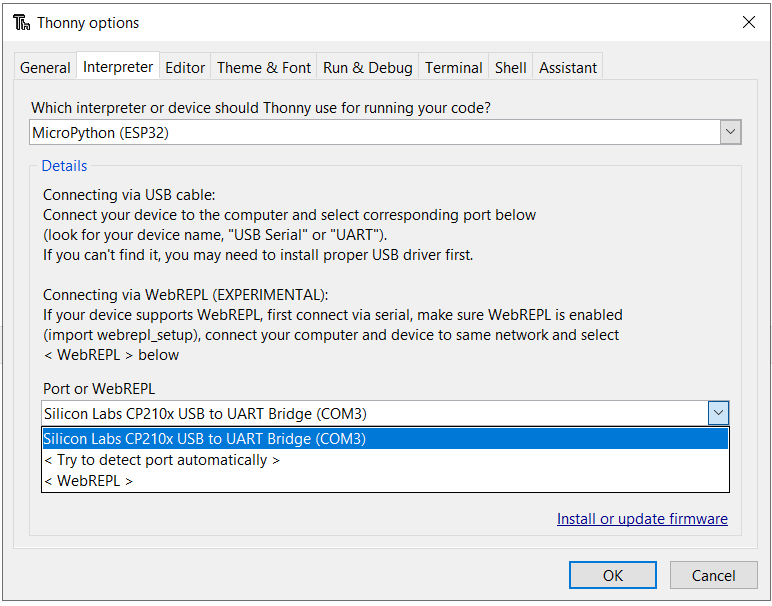 Th Thonny options
General Interpreter Editor Theme & Font Run & Debug Terminal Shell Assistant
Which interpreter or device should Thonny use for running your code?
MicroPython (ESP32)
Details
Connecting via USB cable:
Connect your device to the computer and select corresponding port below
(look for your device name, "USB Serial" or "UART").
If you can't find it, you may need to install proper USB driver first.
Connecting via WebREPL (EXPERIMENTAL):
If your device supports WebREPL, first connect via serial, make sure WebREPL is enabled
(import webrepl_setup), connect your computer and device to same network and select
< WebREPL > below
Port or WebREPL
Silicon Labs CP210x USB to UART Bridge (COM3)
Silicon Labs CP210x USB to UART Bridge (COM3)
< Try to detect port automatically >
< WebREPL >
Install or update firmware
OK Cancel